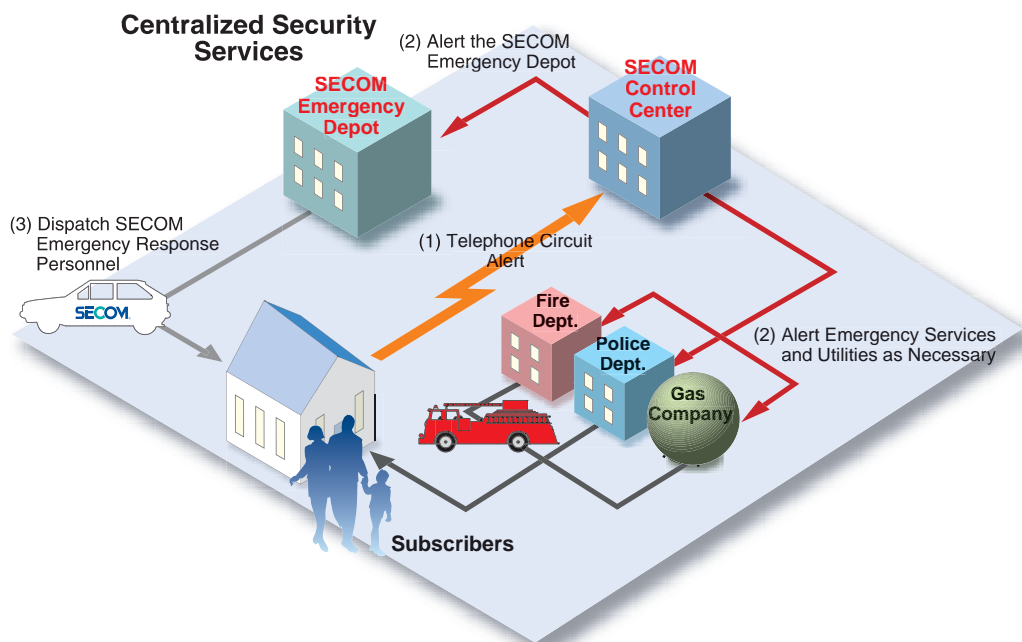 Centralized Security
Services
(2) Alert the SECOM
Emergency Depot
SECOM
Emergency
Depot
SECOM
Control
Center
(3) Dispatch SECOM
Emergency Response
Personnel
(1) Telephone Circuit
Alert
SECOM
Fire
Dept.
Police
Dept.
(2) Alert Emergency Services
and Utilities as Necessary
Gas
Company
Subscribers